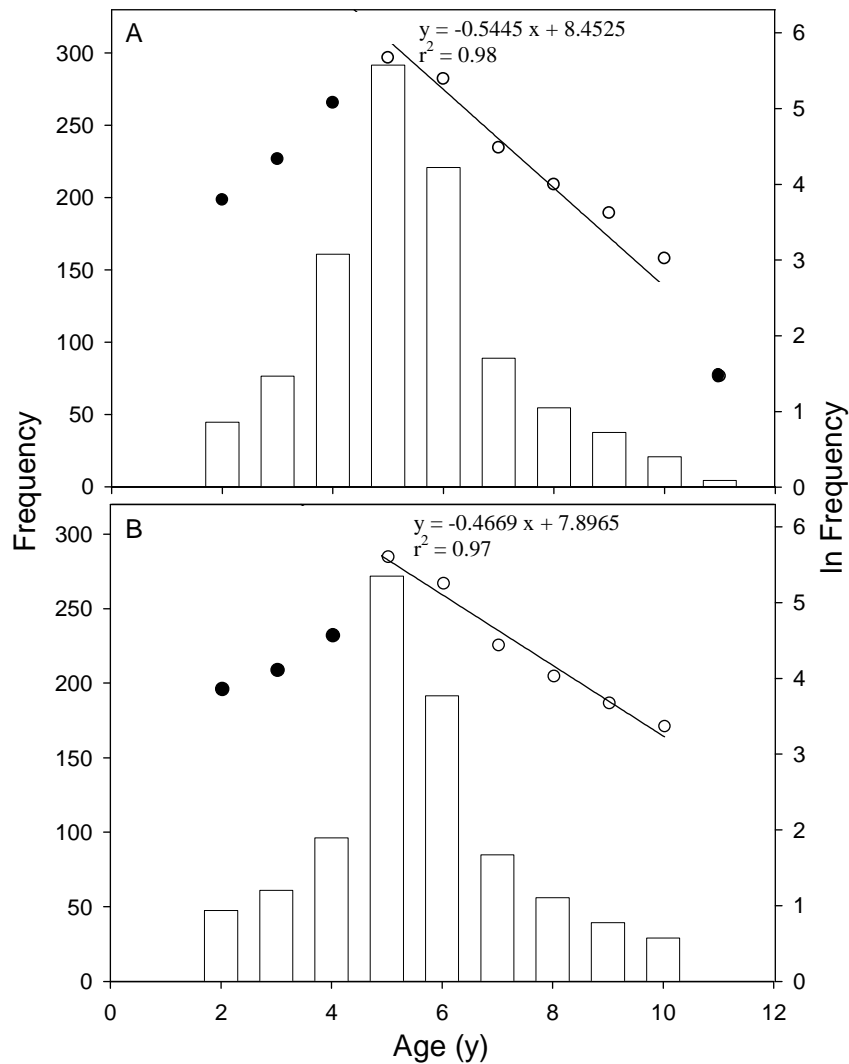 A
y = -0.5445 x + 8.4525
r² = 0.98
300
250
200
150
100
50
0
6
5
4
3
2
1
0
B
y = -0.4669 x + 7.8965
r² = 0.97
300
250
200
150
100
50
0
6
5
4
3
2
1
0
0 2 4 6 8 10 12
Frequency
ln Frequency
Age (y)